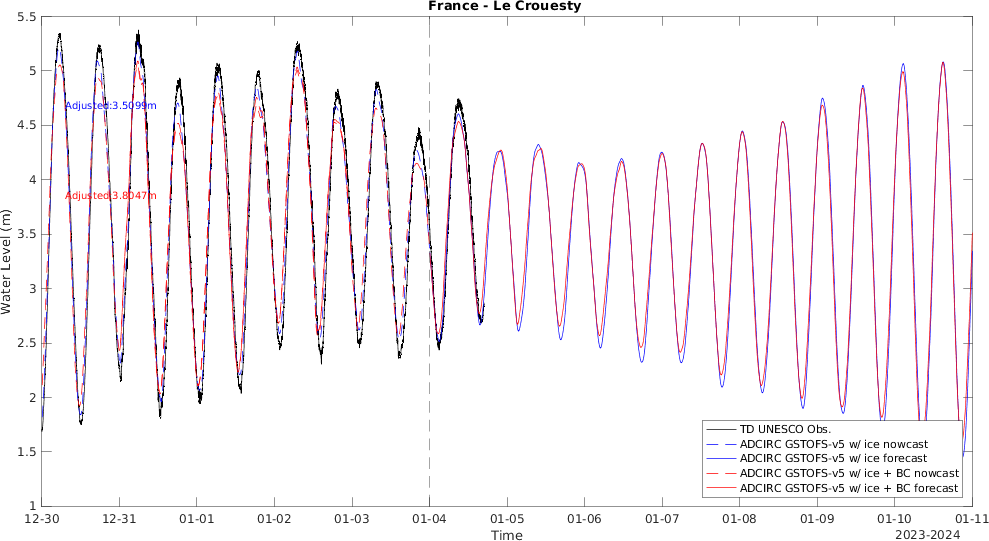 France - Le Crouesty
5.5
5
4.5
4
3.5
3
2.5
2
1.5
1
Water Level (m)
Adjusted:3.5099m
Adjusted:3.8047m
TD UNESCO Obs.
ADCIRC GSTOFS-v5 w/ ice nowcast
ADCIRC GSTOFS-v5 w/ ice forecast
ADCIRC GSTOFS-v5 w/ ice + BC nowcast
ADCIRC GSTOFS-v5 w/ ice + BC forecast
12-30 12-31 01-01 01-02 01-03 01-04 01-05 01-06 01-07 01-08 01-09 01-10 01-11
Time
2023-2024